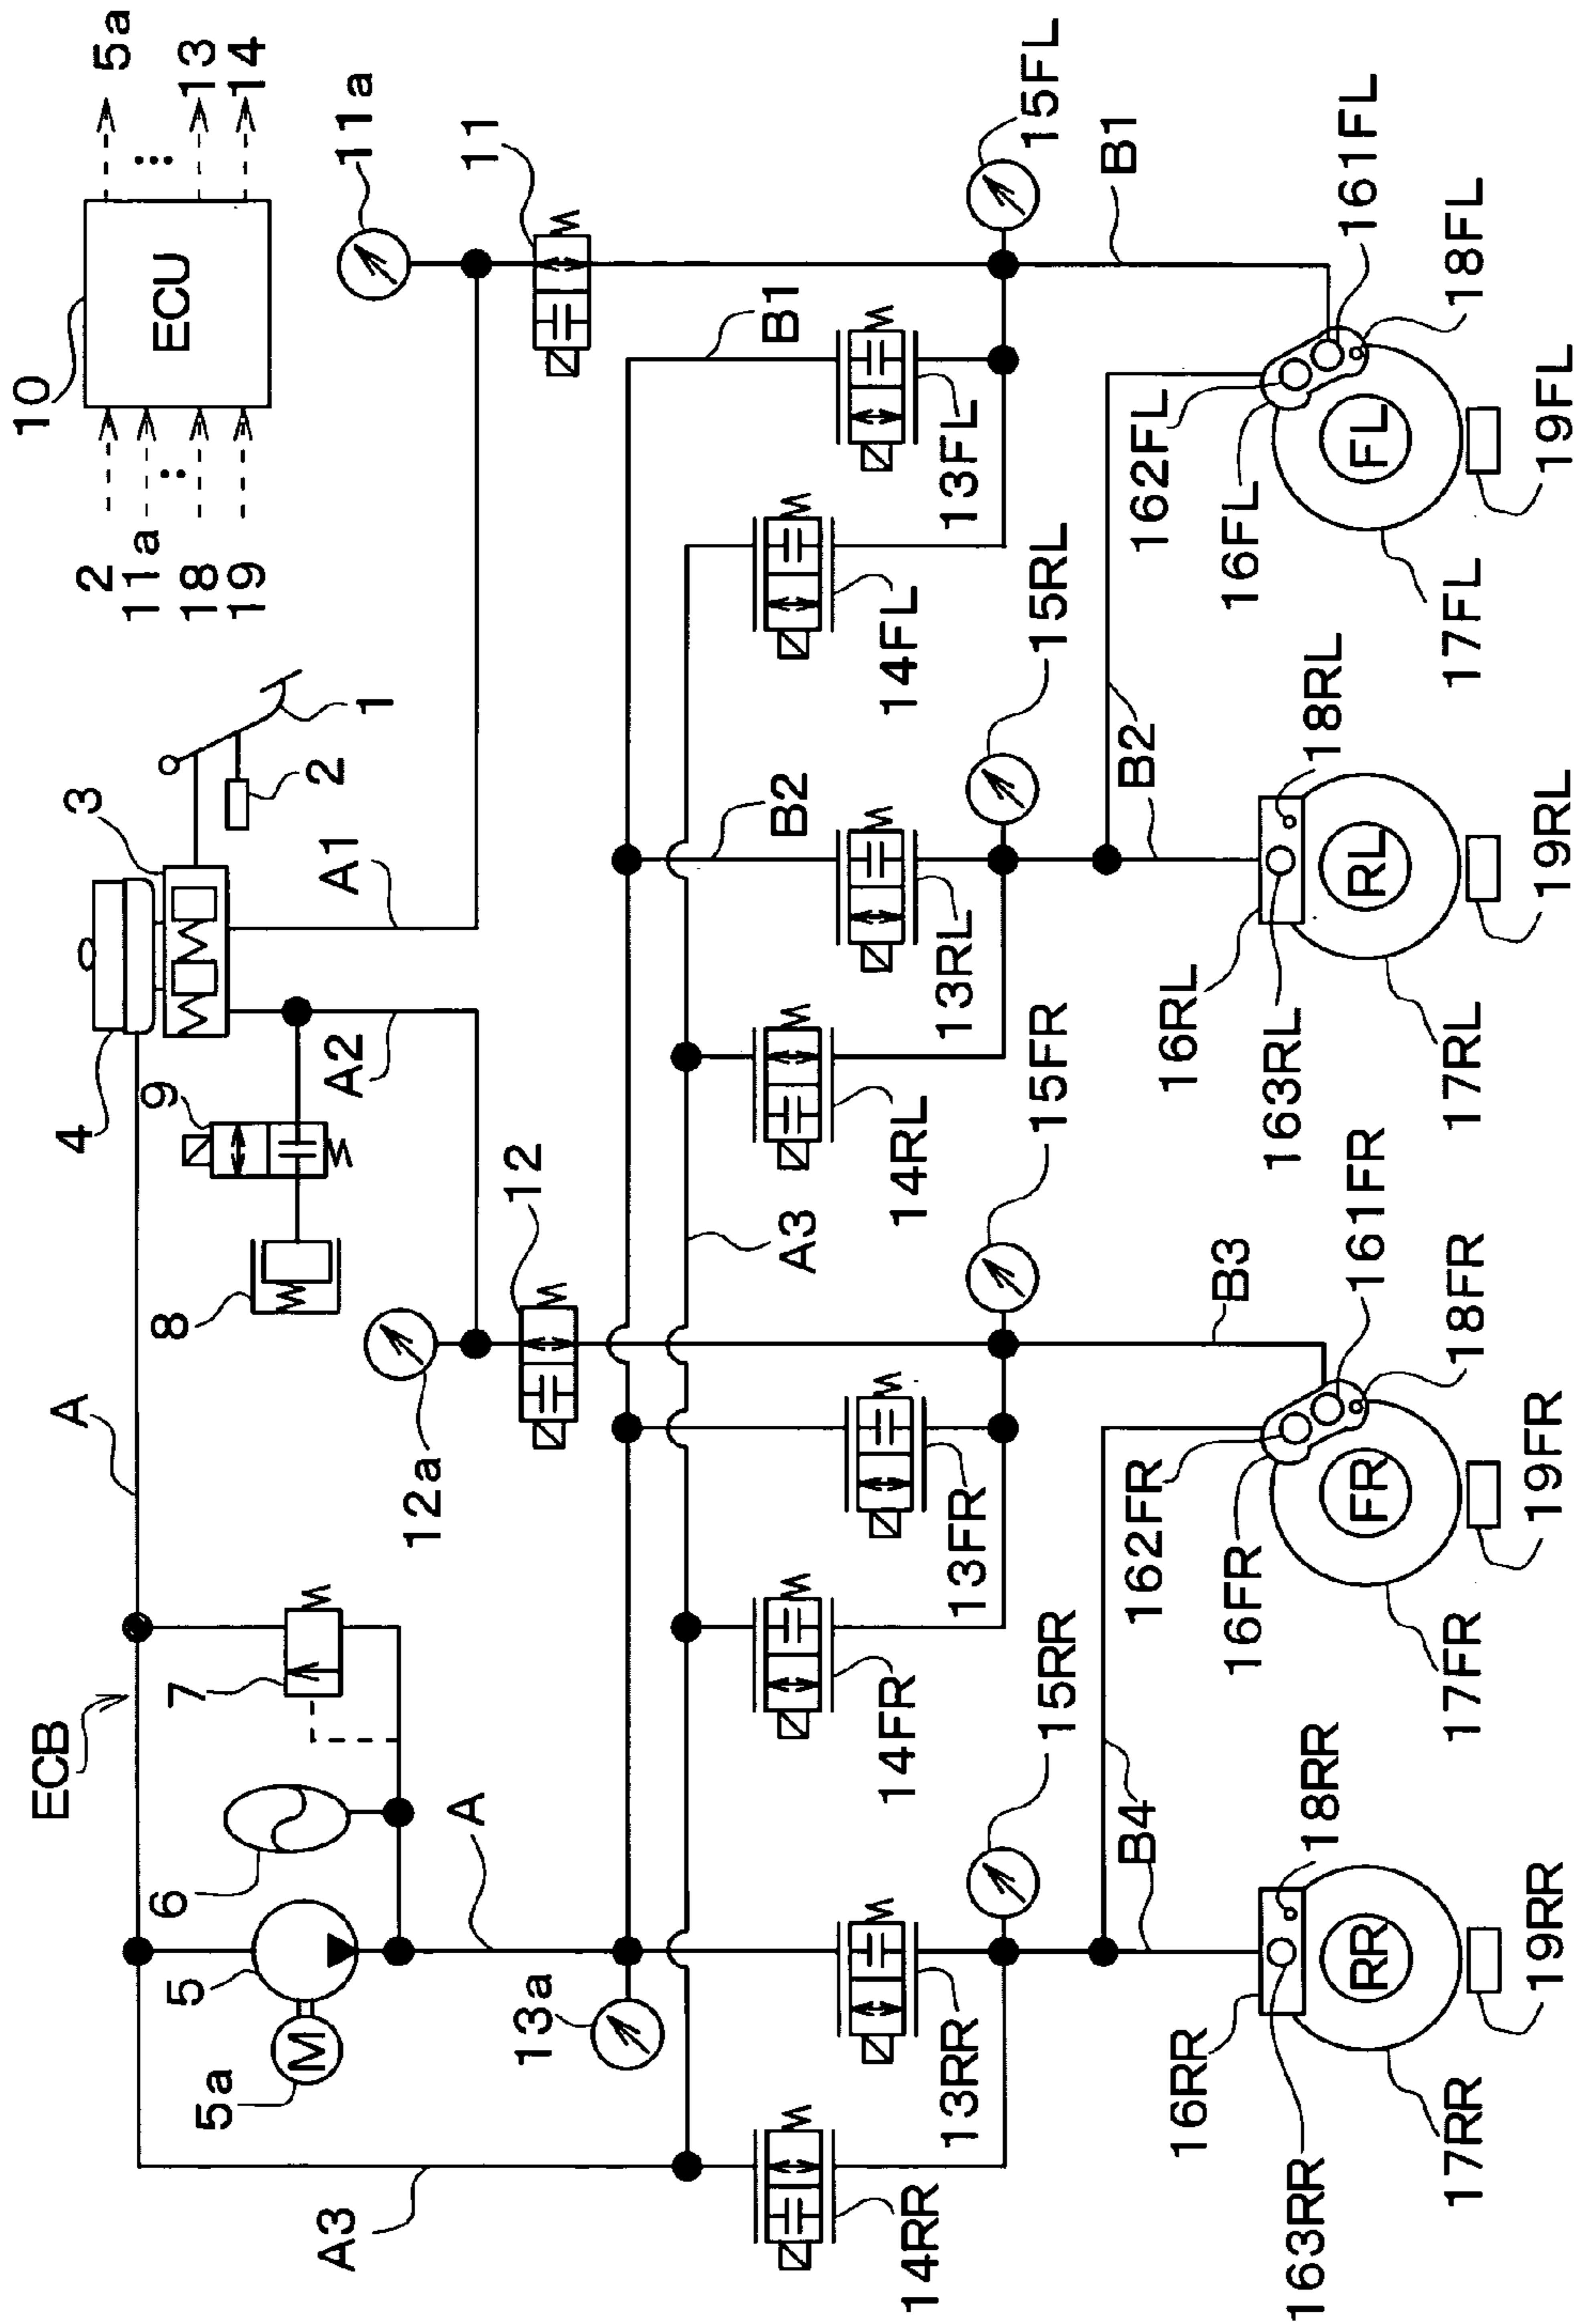 ECB
A
4
3
10
ECU
5a
13
14
2
11a
18
19
5
6
7
9
8
A2
A1
2
1
5a
A3
A
12a
12
11a
11
13a
A3
B2
B1
14RR
13RR
14FR
13FR
14RL
13RL
14FL
13FL
15RR
15FR
15RL
15FL
B4
B3
B2
B1
16RR
163RR
18RR
162FR
16FR
161FR
18FR
16RL
163RL
18RL
162FL
16FL
161FL
18FL
M
RR
FR
RL
FL
17RR
19RR
17FR
19FR
17RL
19RL
17FL
19FL